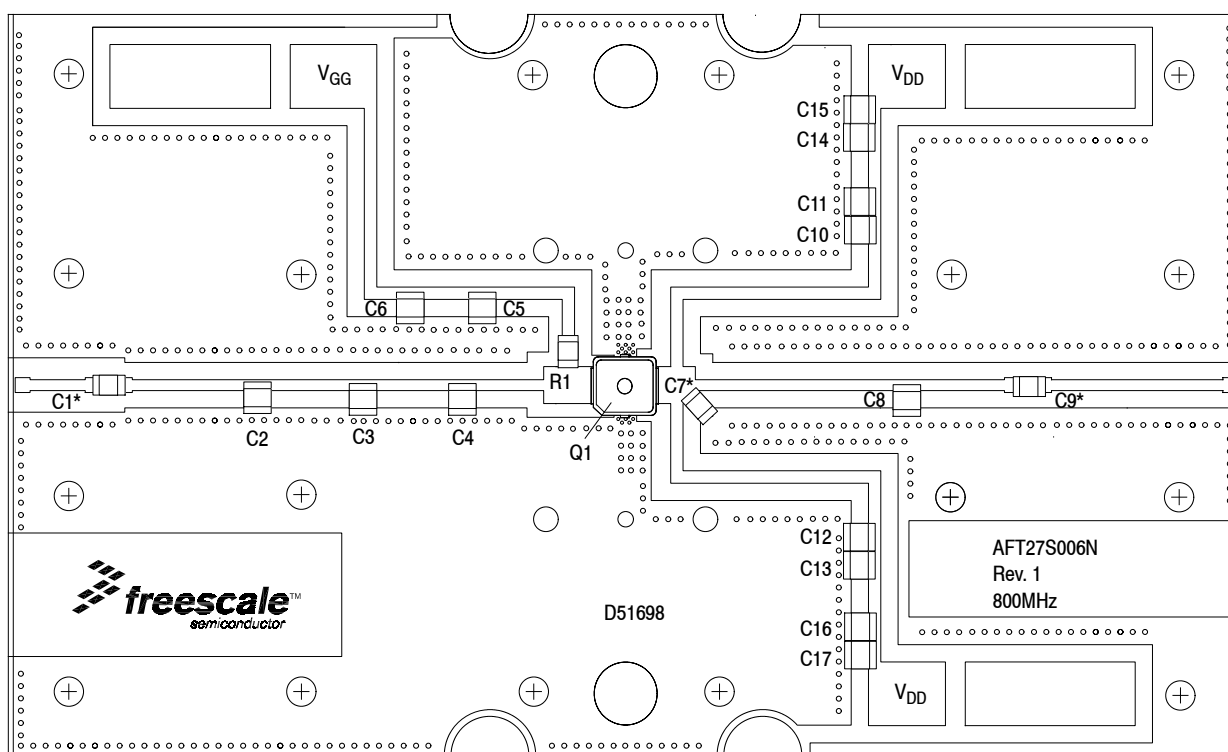 VGG
VDD
C15
C14
C11
C10
C6
C5
R1
C7*
C1*
C8
C9*
C2
C3
C4
Q1
C12
C13
AFT27S006N
Rev. 1
800MHz
freescale™
semiconductor
D51698
C16
C17
VDD